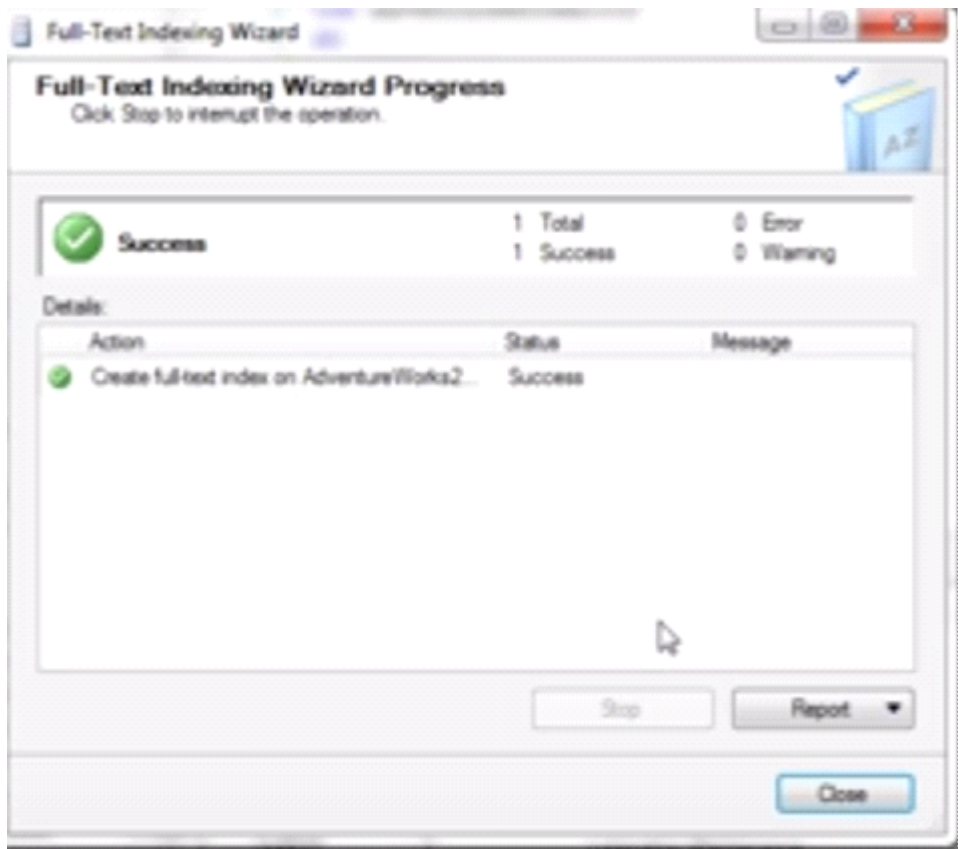 Full-Text Indexing Wizard
Full-Text Indexing Wizard Progress
Click Stop to interrupt the operation.
AZ
Success
1 Total
0 Error
1 Success
0 Warning
Details:
Action Status Message
Create full-text index on AdventureWorks2... Success
Stop
Report
Close